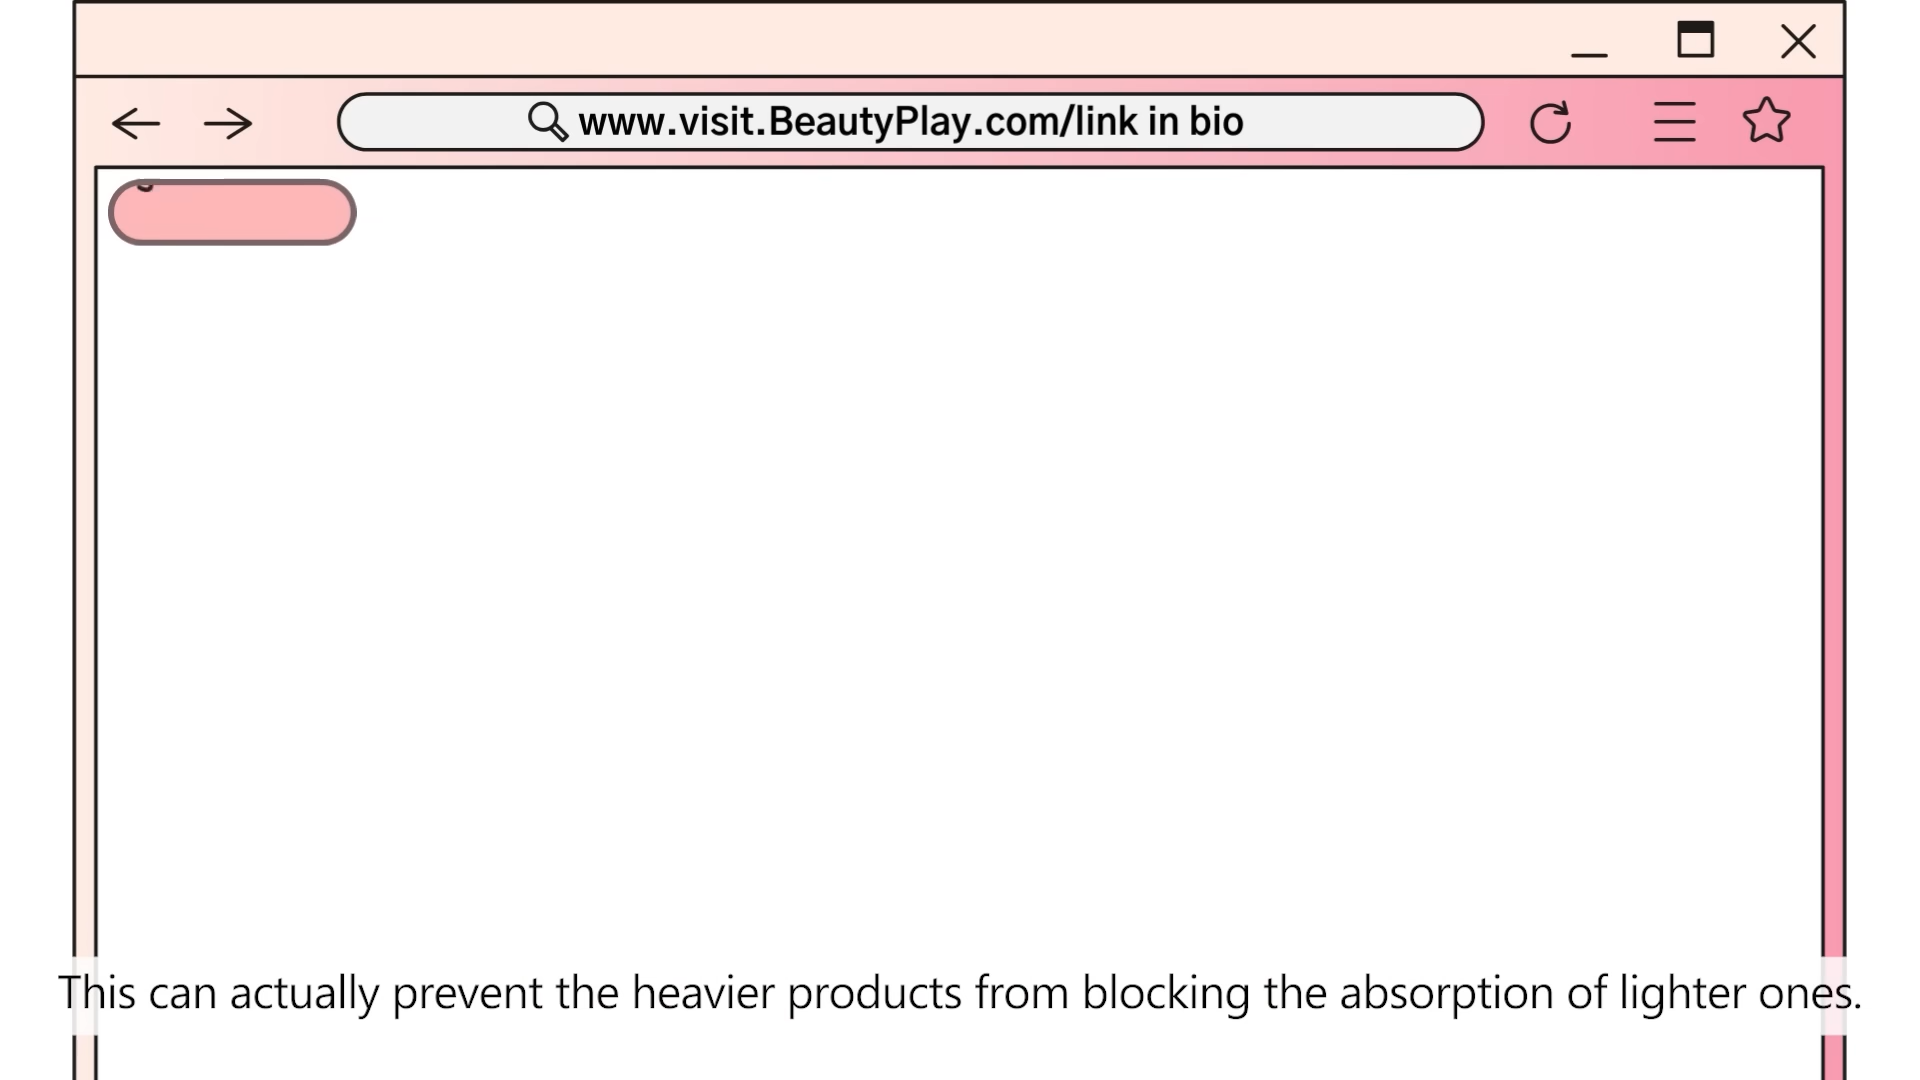 www.visit.BeautyPlay.com/link in bio
This can actually prevent the heavier products from blocking the absorption of lighter ones.